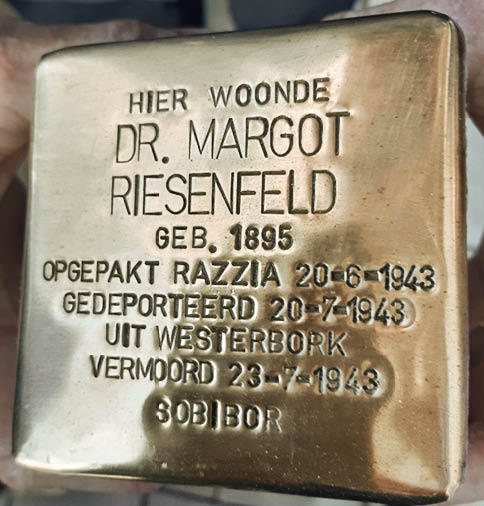 HIER WOONDE
DR. MARGOT
RIESENFELD
GEB. 1895
OPGEPAKT RAZZIA 20-6-1943
GEDEPORTEERD 20-7-1943
UIT WESTERBORK
VERMOORD 23-7-1943
SOBIBOR